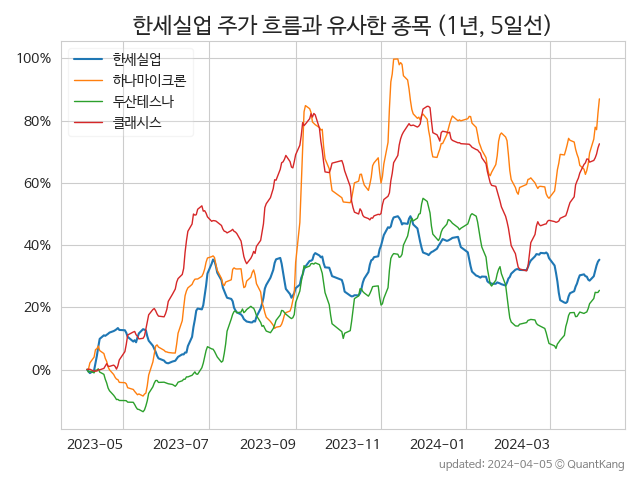 한세실업 주가 흐름과 유사한 종목 (1년, 5일선)
한세실업
하나마이크론
두산테스나
클래시스
100%
80%
60%
40%
20%
0%
2023-05 2023-07 2023-09 2023-11 2024-01 2024-03
updated: 2024-04-05 © QuantKang